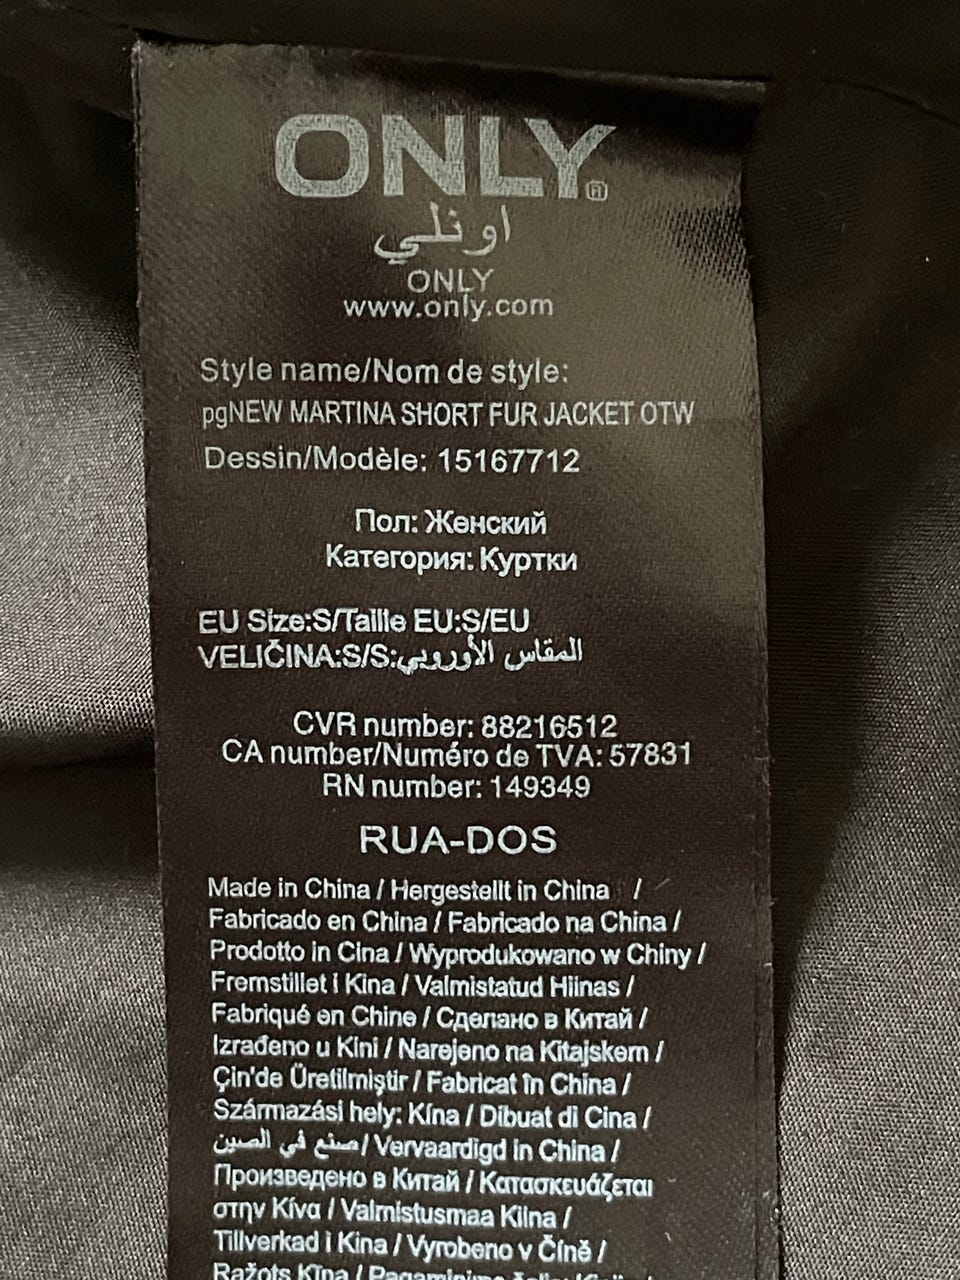 ONLY®
اونلي
ONLY
www.only.com
Style name/Nom de style:
pgNEW MARTINA SHORT FUR JACKET OTW
Dessin/Modèle: 15167712
Пол: Женский
Категория: Куртки
EU Size:S/Taille EU:S/EU
VELIČINA:S/S:المقاس الأوروبي
CVR number: 88216512
CA number/Numéro de TVA: 57831
RN number: 149349
RUA-DOS
Made in China / Hergestellt in China /
Fabricado en China / Fabricado na China /
Prodotto in Cina / Wyprodukowano w Chiny /
Fremstillet i Kina / Valmistatud Hiinas /
Fabriqué en Chine / Сделано в Китай /
Izrađeno u Kini / Narejeno na Kitajskem /
Çin'de Üretilmiştir / Fabricat în China /
Származási hely: Kína / Dibuat di Cina /
صنع في الصين / Vervaardigd in China /
Произведено в Китай / Κατασκευάζεται
στην Κίνα / Valmistusmaa Kiina /
Tillverkad i Kina / Vyrobeno v Číně /
Ražots Ķīna / Pagaminimo šalis: